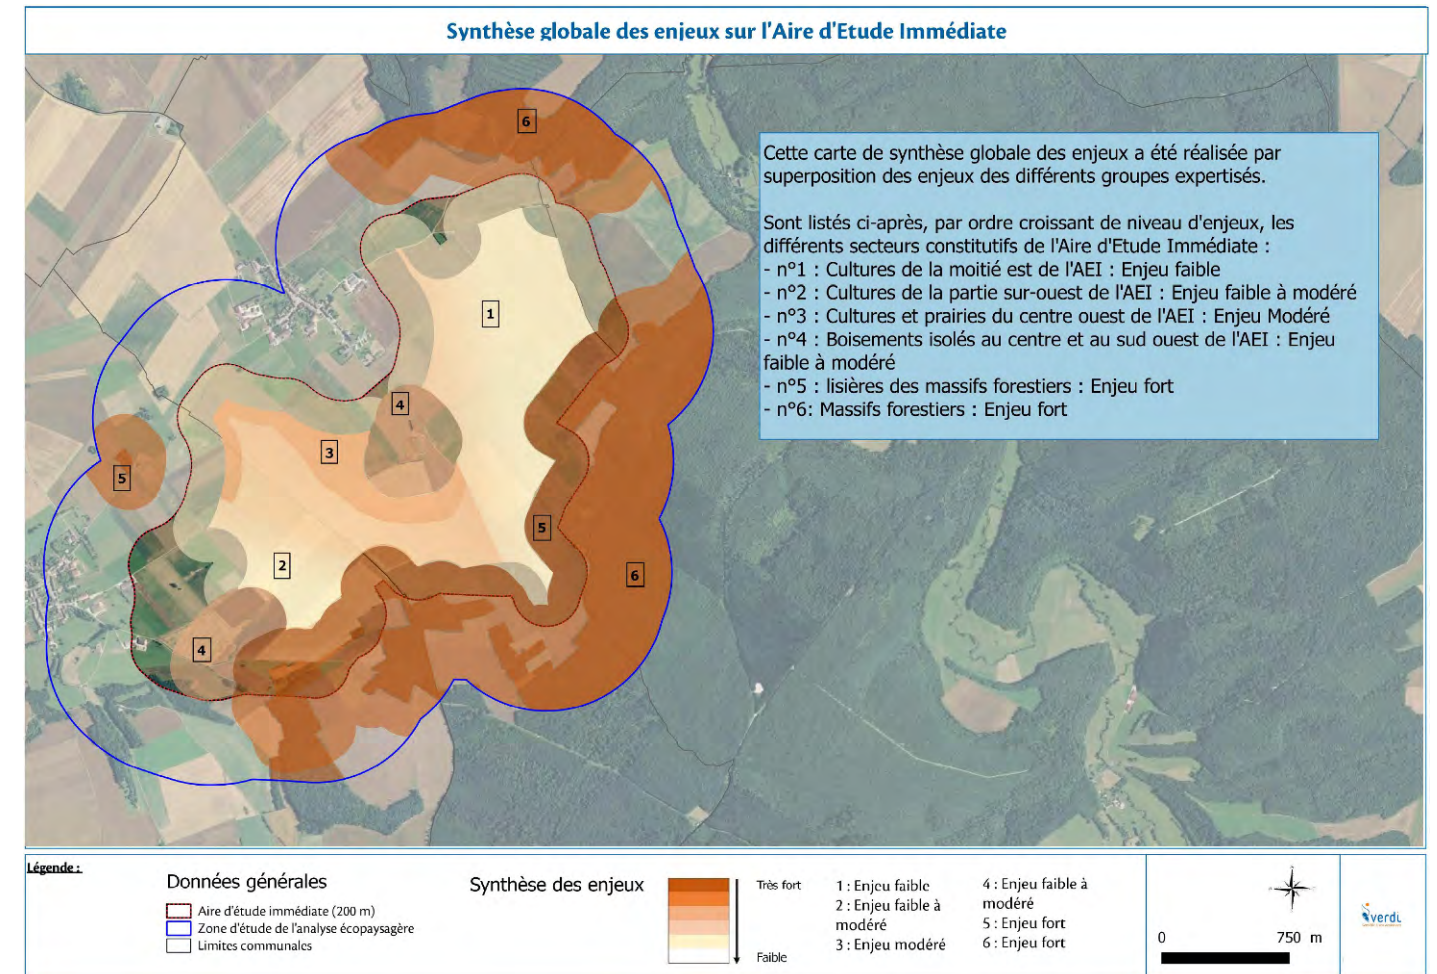 Synthèse globale des enjeux sur l'Aire d'Etude Immédiate
Cette carte de synthèse globale des enjeux a été réalisée par
superposition des enjeux des différents groupes expertisés.
Sont listés ci-après, par ordre croissant de niveau d'enjeux, les
différents secteurs constitutifs de l'Aire d'Etude Immédiate :
- n°1 : Cultures de la moitié est de l'AEI : Enjeu faible
- n°2 : Cultures de la partie sur-ouest de l'AEI : Enjeu faible à modéré
- n°3 : Cultures et prairies du centre ouest de l'AEI : Enjeu Modéré
- n°4 : Boisements isolés au centre et au sud ouest de l'AEI : Enjeu
faible à modéré
- n°5 : lisières des massifs forestiers : Enjeu fort
- n°6: Massifs forestiers : Enjeu fort
6
1
4
3
5
5
2
6
4
Légende :
Données générales
Aire d'étude immédiate (200 m)
Zone d'étude de l'analyse écopaysagère
Limites communales
Synthèse des enjeux
Très fort
Faible
1 : Enjeu faible
2 : Enjeu faible à
modéré
3 : Enjeu modéré
4 : Enjeu faible à
modéré
5 : Enjeu fort
6 : Enjeu fort
0 750 m
verdi